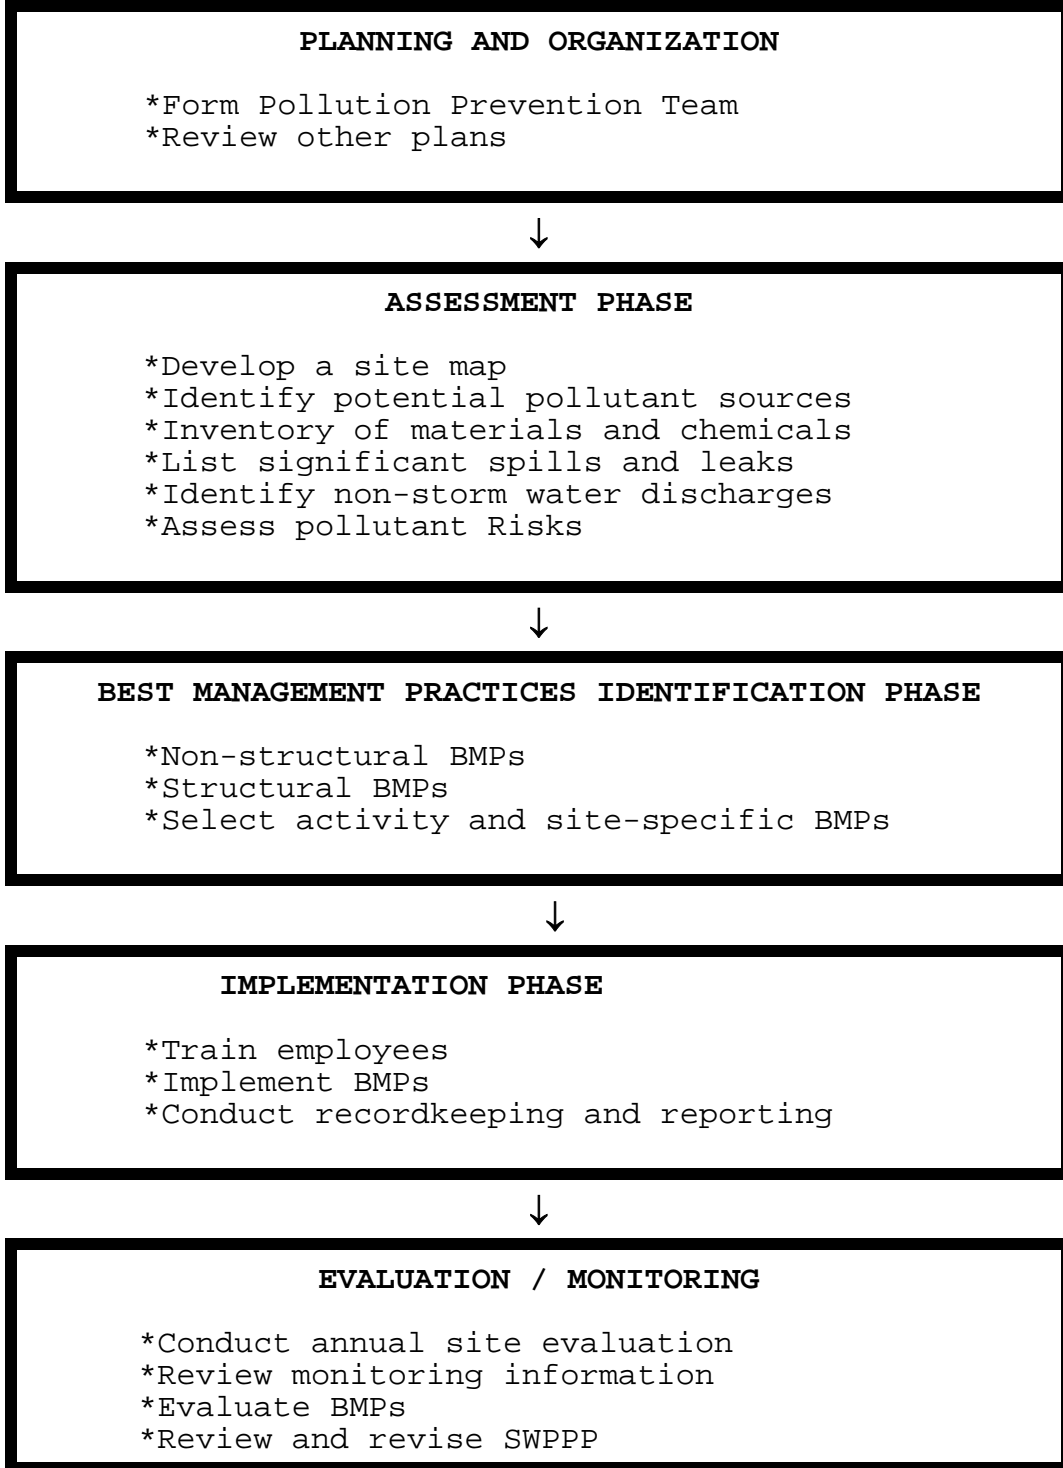 PLANNING AND ORGANIZATION
*Form Pollution Prevention Team
*Review other plans
↓
ASSESSMENT PHASE
*Develop a site map
*Identify potential pollutant sources
*Inventory of materials and chemicals
*List significant spills and leaks
*Identify non-storm water discharges
*Assess pollutant Risks
↓
BEST MANAGEMENT PRACTICES IDENTIFICATION PHASE
*Non-structural BMPs
*Structural BMPs
*Select activity and site-specific BMPs
↓
IMPLEMENTATION PHASE
*Train employees
*Implement BMPs
*Conduct recordkeeping and reporting
↓
EVALUATION / MONITORING
*Conduct annual site evaluation
*Review monitoring information
*Evaluate BMPs
*Review and revise SWPPP